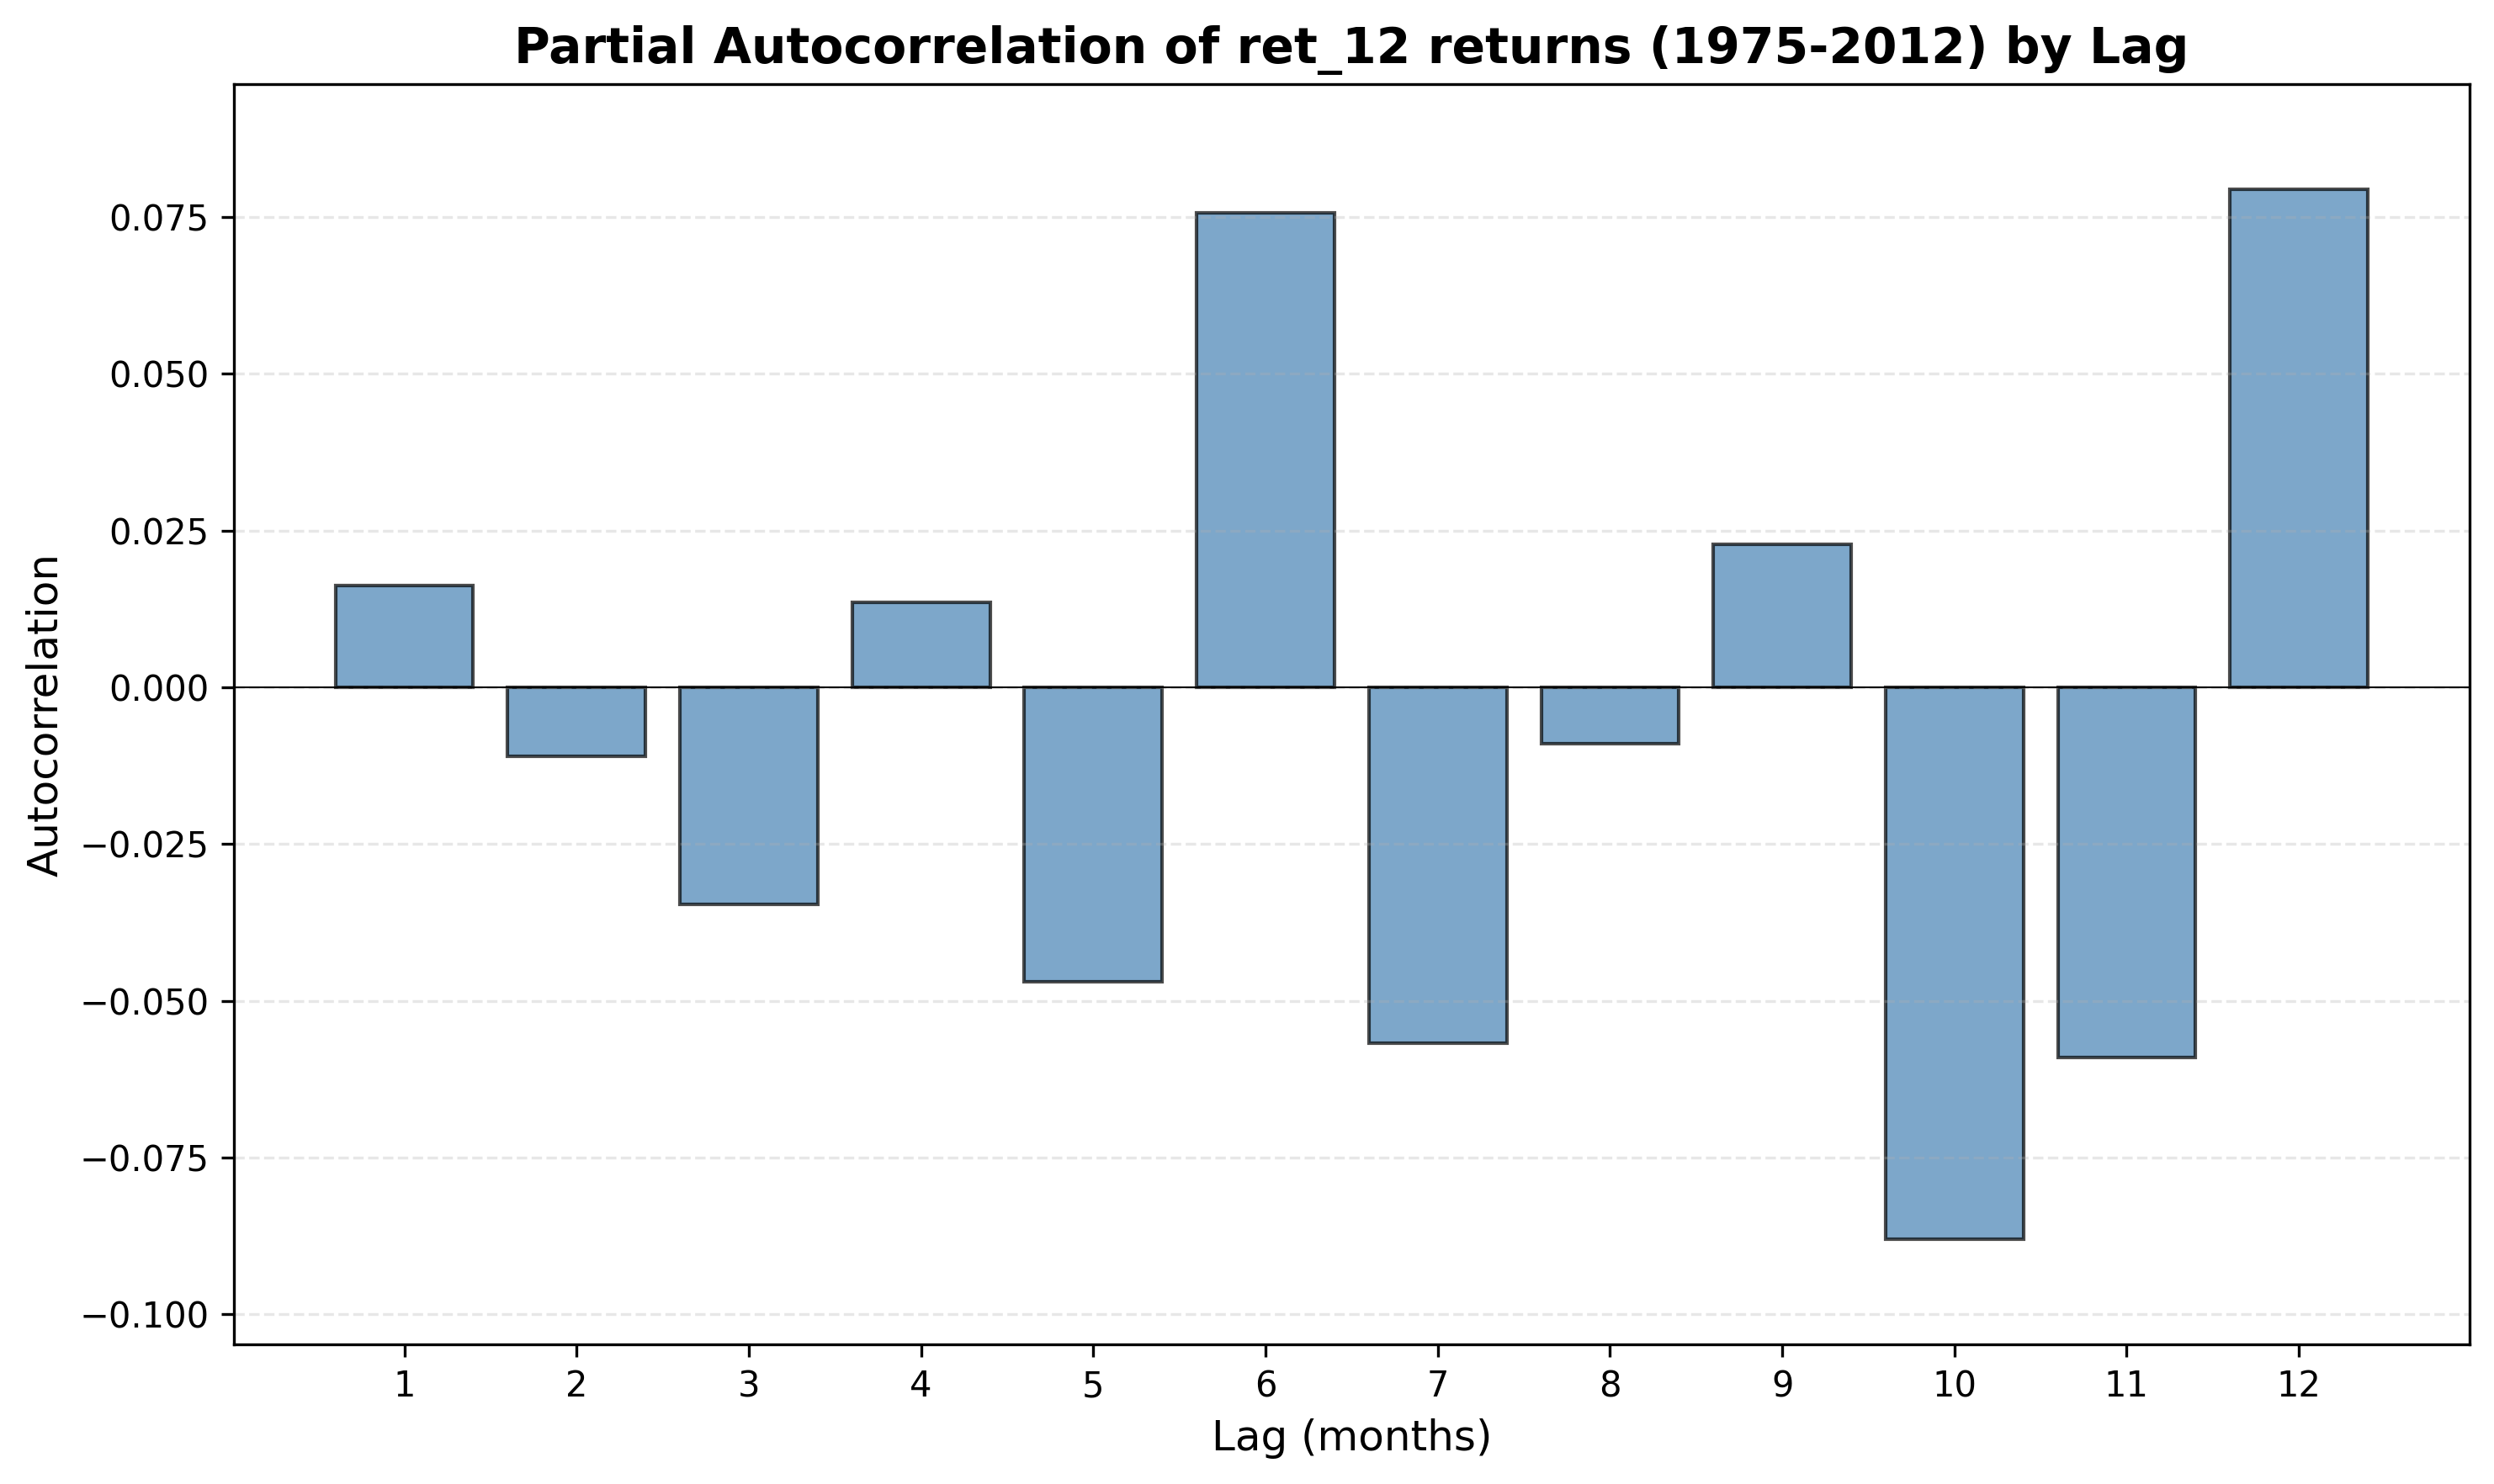 Partial Autocorrelation of ret_12 returns (1975-2012) by Lag
Autocorrelation
0.075
0.050
0.025
0.000
−0.025
−0.050
−0.075
−0.100
1 2 3 4 5 6 7 8 9 10 11 12
Lag (months)